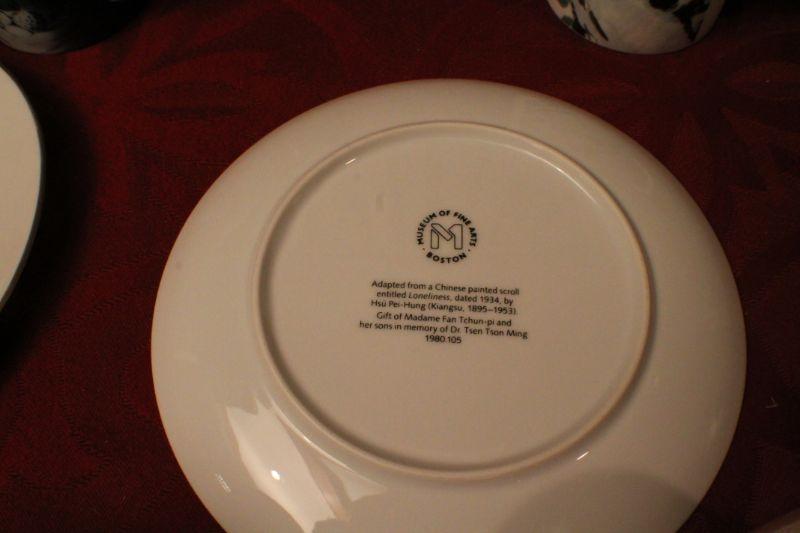 MUSEUM OF FINE ARTS
M
· BOSTON ·
Adapted from a Chinese painted scroll
entitled Loneliness, dated 1934, by
Hsü Pei-Hung (Kiangsu, 1895–1953).
Gift of Madame Fan Tchun-pi and
her sons in memory of Dr. Tsen Tson Ming
1980.105